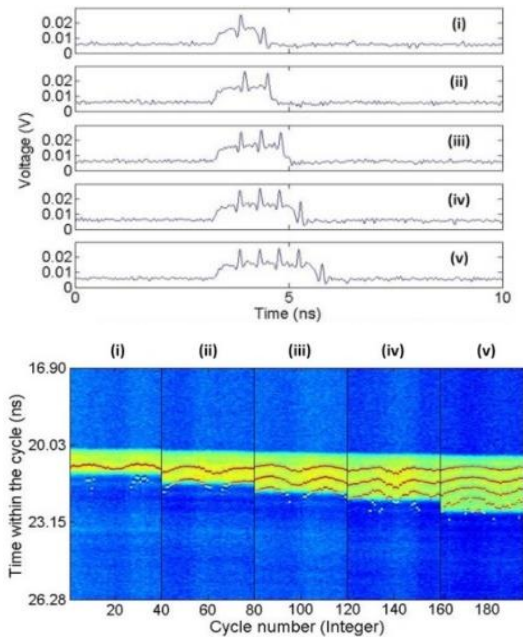 0.02
0.01
0
(i)
0.02
0.01
0
(ii)
0.02
0.01
0
(iii)
0.02
0.01
0
(iv)
0.02
0.01
0
(v)
Voltage (V)
0 5 10
Time (ns)
(i) (ii) (iii) (iv) (v)
16.90
20.03
23.15
26.28
Time within the cycle (ns)
20 40 60 80 100 120 140 160
Cycle number (Integer)